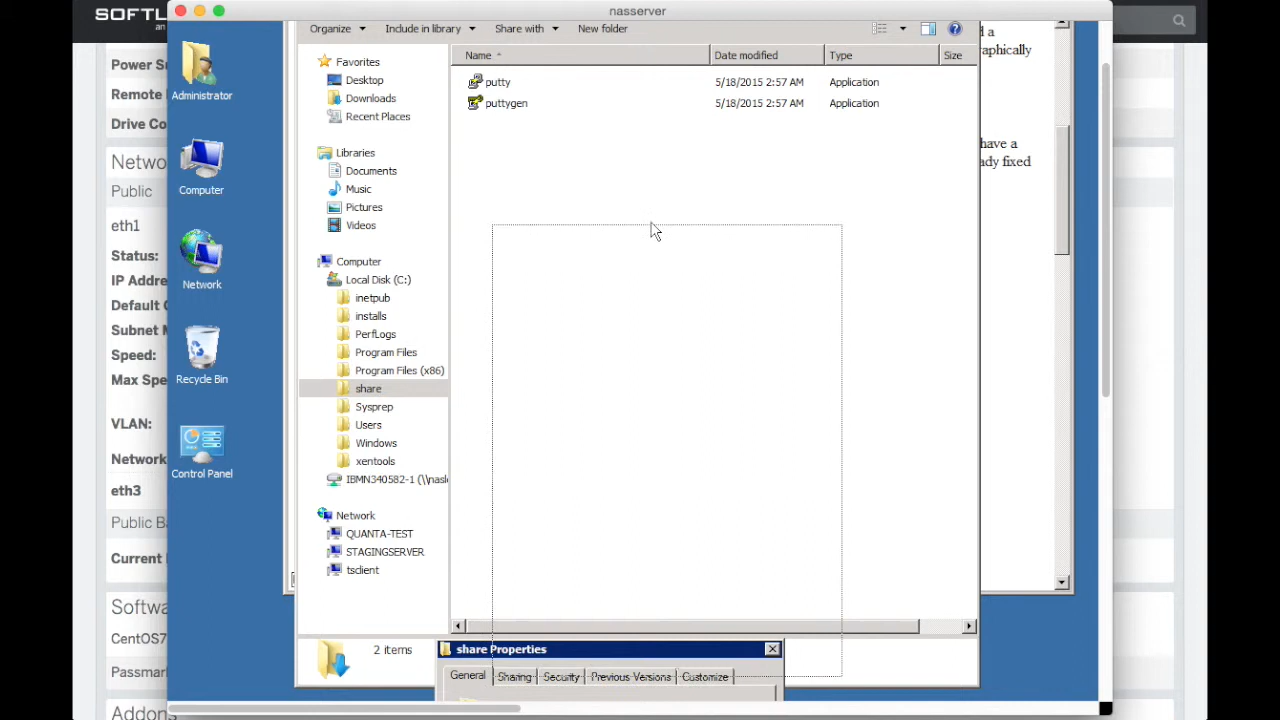 SOFTL
an
nasserver
Organize
Include in library
Share with
New folder
Power S
Remote
Drive Co
Netwo
Public
eth1
Status:
IP Addre
Default
Subnet M
Speed:
Max Spe
VLAN:
Network
eth3
Public B
Current
Softwa
CentOS7
Passmar
Addons
Administrator
Computer
Network
Recycle Bin
Control Panel
Favorites
Desktop
Downloads
Recent Places
Libraries
Documents
Music
Pictures
Videos
Computer
Local Disk (C:)
inetpub
installs
PerfLogs
Program Files
Program Files (x86)
share
Sysprep
Users
Windows
xentools
IBMN340582-1 (\\nasl
Network
QUANTA-TEST
STAGINGSERVER
tsclient
Name Date modified Type Size
putty 5/18/2015 2:57 AM Application
puttygen 5/18/2015 2:57 AM Application
d a
aphically
have a
ady fixed
2 items
share Properties
General Sharing Security Previous Versions Customize